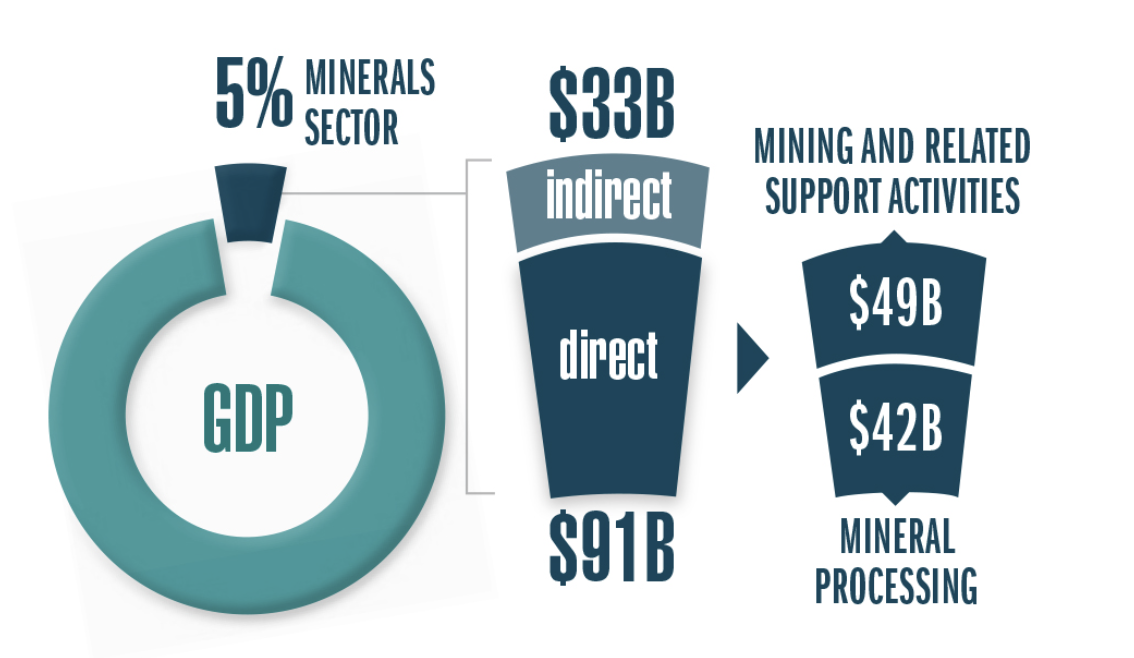 5% MINERALS
SECTOR
GDP
$33B
indirect
direct
$91B
MINING AND RELATED
SUPPORT ACTIVITIES
$49B
$42B
MINERAL
PROCESSING